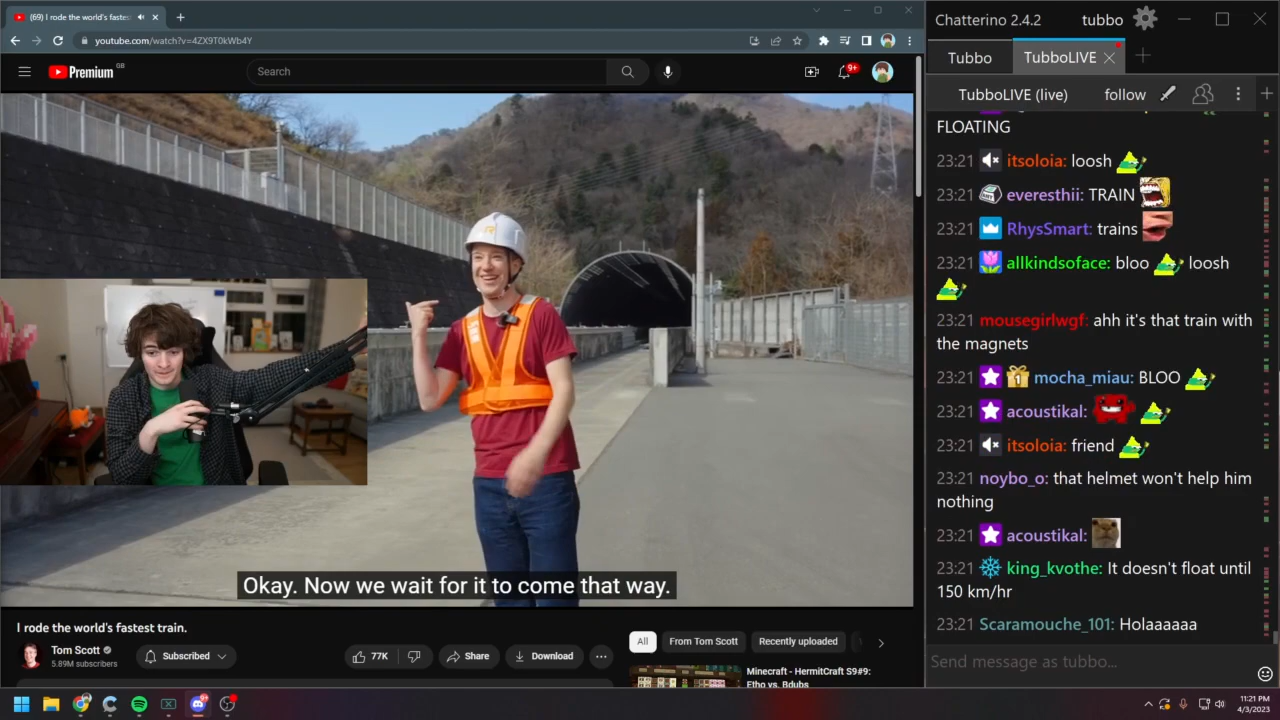 (69) I rode the world's fastest
youtube.com/watch?v=4ZX9T0kWb4Y
Premium GB
Search
9+
Okay. Now we wait for it to come that way.
I rode the world's fastest train.
Tom Scott
5.89M subscribers
Subscribed
77K
Share
Download
All
From Tom Scott
Recently uploaded
Minecraft - HermitCraft S9#9:
Etho vs. Bdubs
Chatterino 2.4.2
tubbo
Tubbo
TubboLIVE
TubboLIVE (live)
follow
FLOATING
23:21 itsoloia: loosh
23:21 everesthii: TRAIN
23:21 RhysSmart: trains
23:21 allkindsoface: bloo loosh
23:21 mousegirlwgf: ahh it's that train with
the magnets
23:21 1 mocha_miau: BLOO
23:21 acoustikal:
23:21 itsoloia: friend
23:21 noybo_o: that helmet won't help him
nothing
23:21 acoustikal:
23:21 king_kvothe: It doesn't float until
150 km/hr
23:21 Scaramouche_101: Holaaaaaa
Send message as tubbo...
11:21 PM
4/3/2023